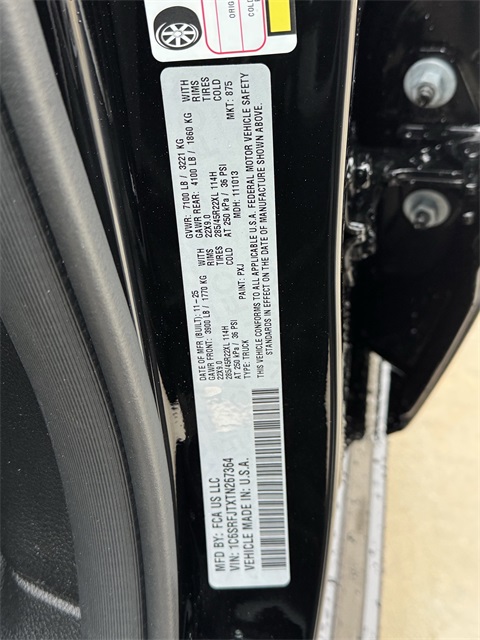 ORIG
COLD
MFD BY: FCA US LLC
VIN: 1C6SRFJTXTN267364
VEHICLE MADE IN: U.S.A.
DATE OF MFR (BUILT): 11-25 GVWR: 7100 LB / 3221 KG
GAWR FRONT: 3900 LB / 1770 KG WITH GAWR REAR: 4100 LB / 1860 KG WITH
22X9.0 RIMS 22X9.0 RIMS
285/45R22XL 114H TIRES 285/45R22XL 114H TIRES
AT 250 kPa / 36 PSI COLD AT 250 kPa / 36 PSI COLD
TYPE: TRUCK PAINT: PXJ MDH: 111013 MKT: 875
THIS VEHICLE CONFORMS TO ALL APPLICABLE U.S.A. FEDERAL MOTOR VEHICLE SAFETY
STANDARDS IN EFFECT ON THE DATE OF MANUFACTURE SHOWN ABOVE.